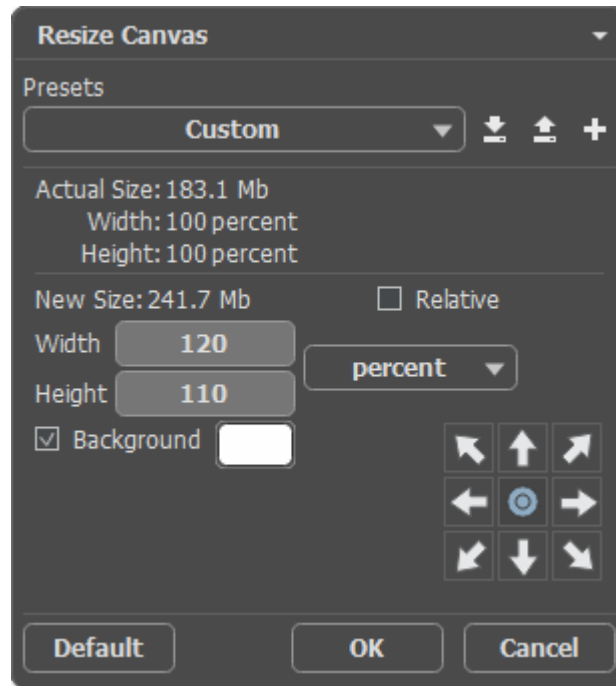 Resize Canvas
Presets
Custom
Actual Size: 183.1 Mb
Width: 100 percent
Height: 100 percent
New Size: 241.7 Mb Relative
Width 120
percent
Height 110
Background
Default OK Cancel